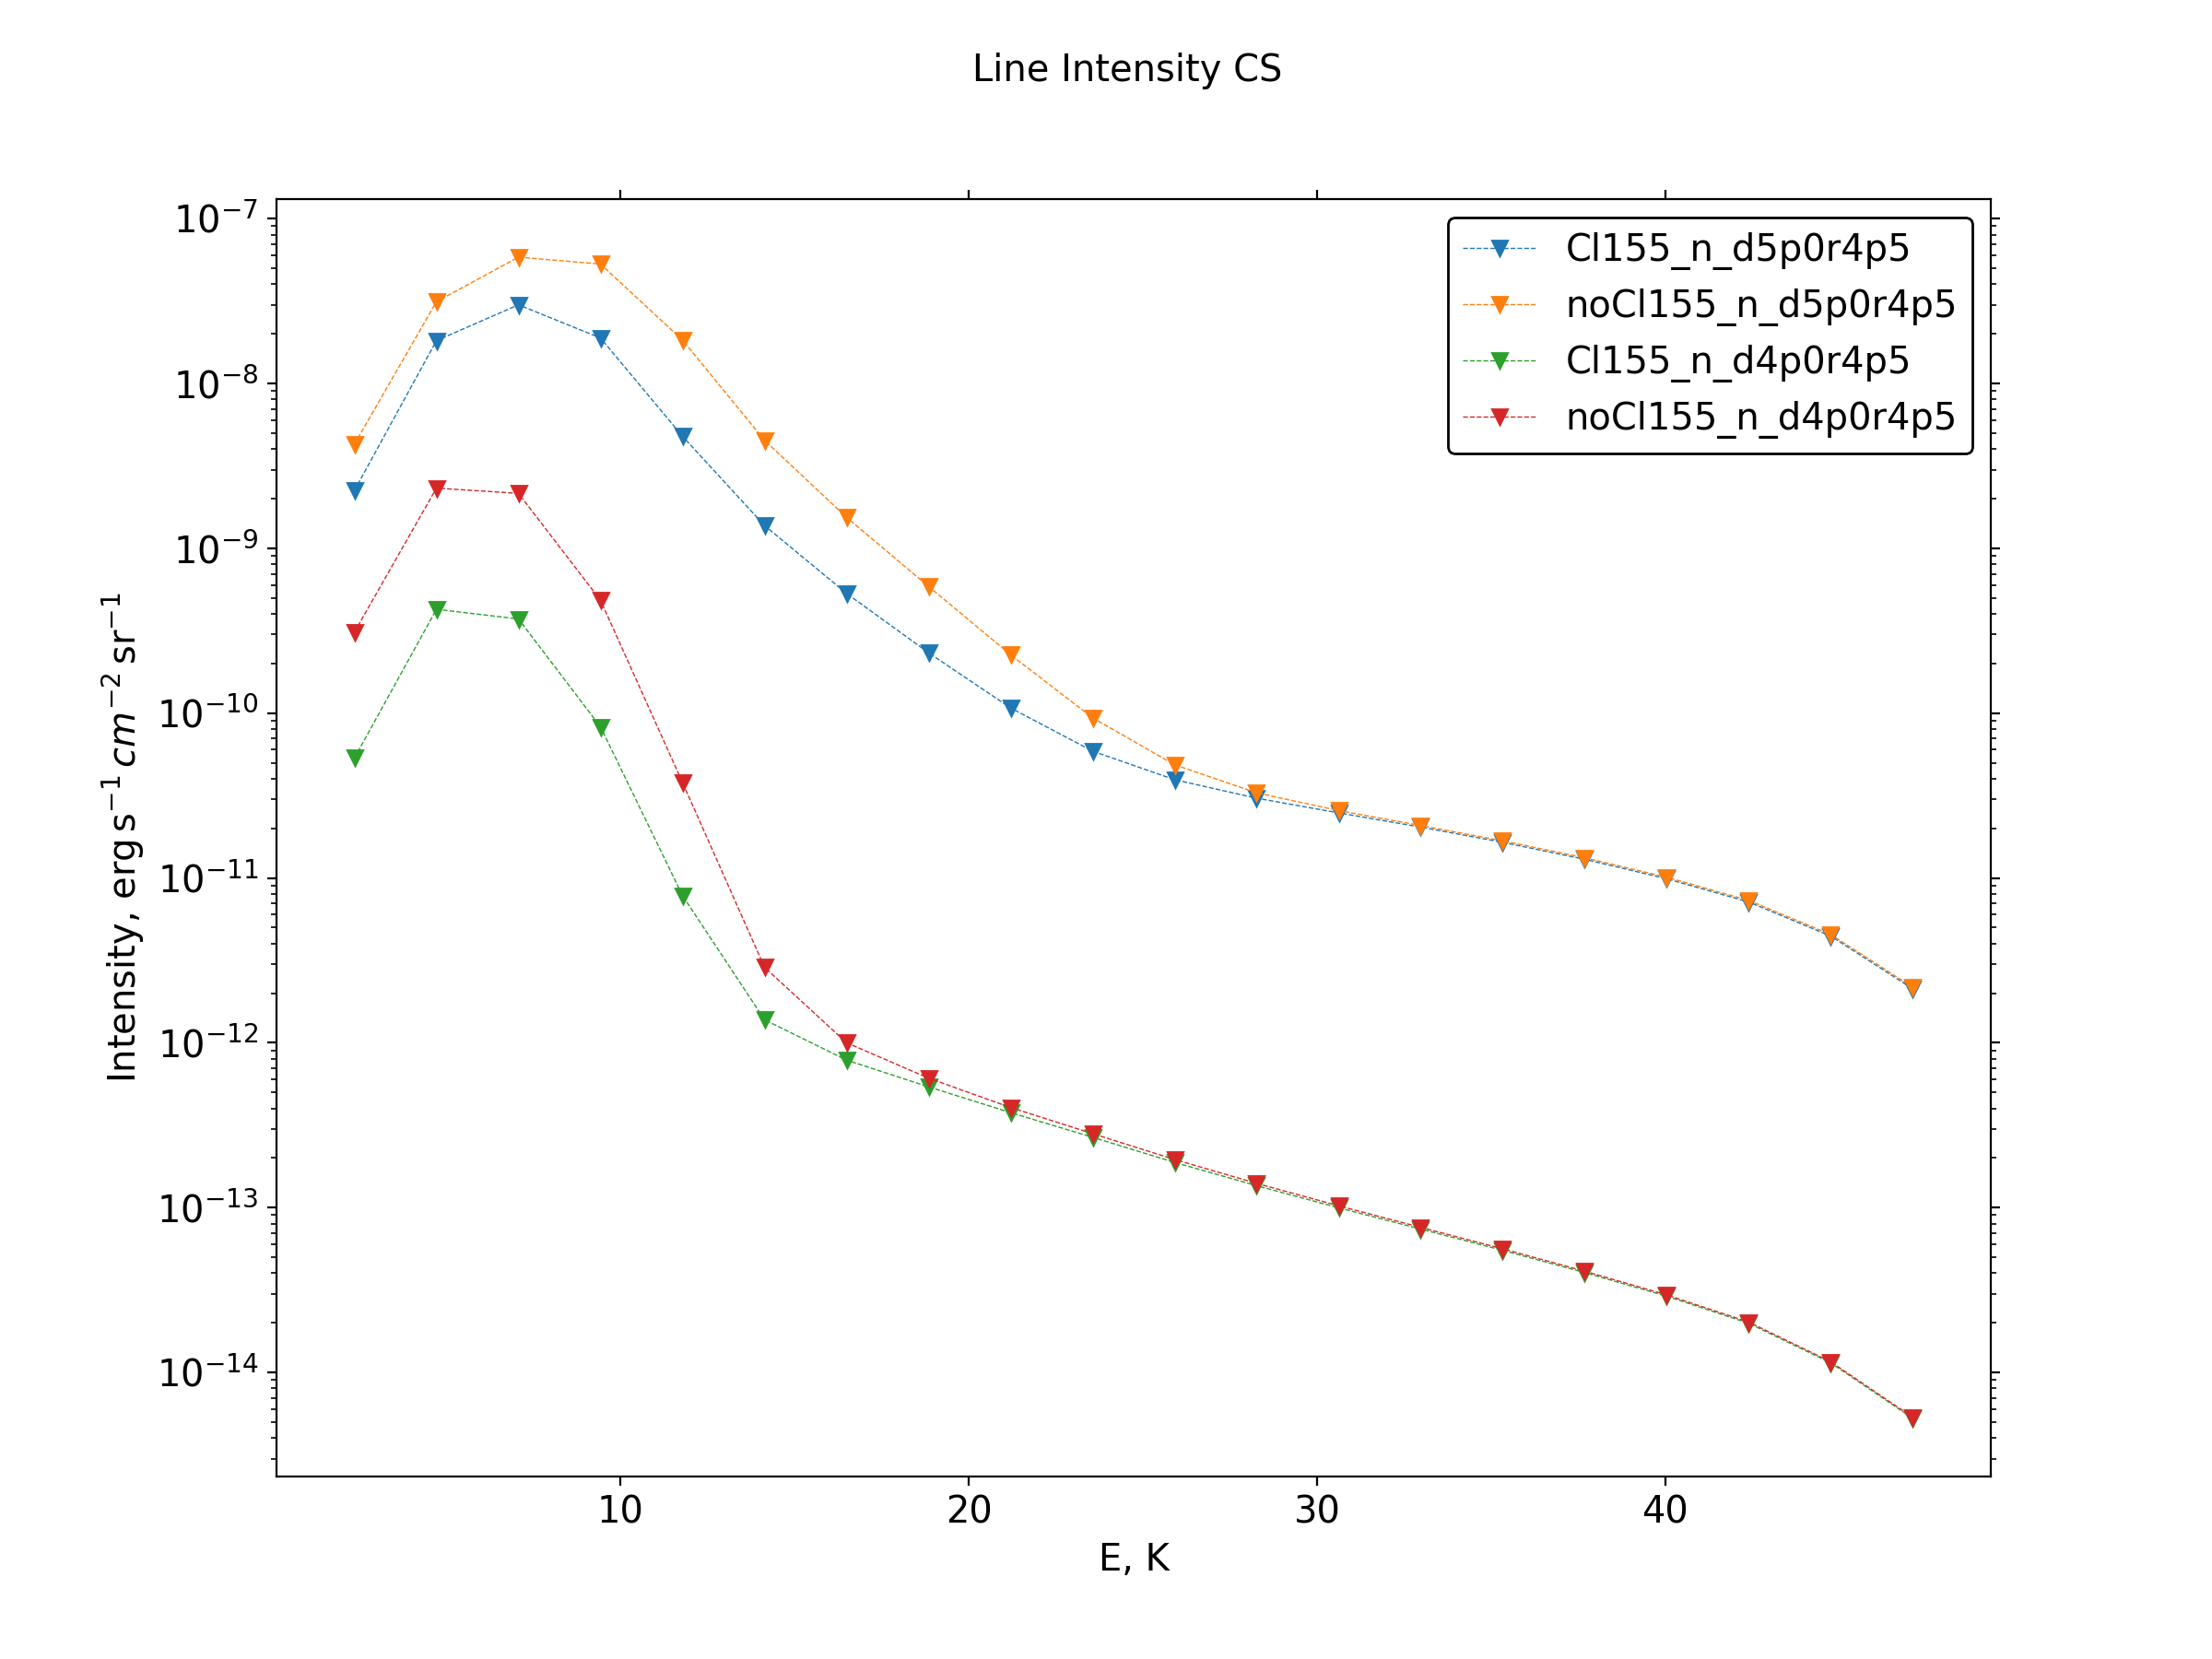 Line Intensity CS
Cl155_n_d5p0r4p5
noCl155_n_d5p0r4p5
Cl155_n_d4p0r4p5
noCl155_n_d4p0r4p5
Intensity, erg s⁻¹ cm⁻² sr⁻¹
10⁻⁷
10⁻⁸
10⁻⁹
10⁻¹⁰
10⁻¹¹
10⁻¹²
10⁻¹³
10⁻¹⁴
10 20 30 40
E, K